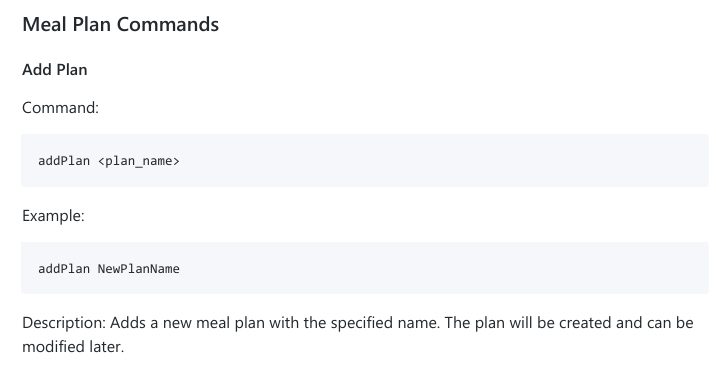 Meal Plan Commands
Add Plan
Command:
addPlan <plan_name>
Example:
addPlan NewPlanName
Description: Adds a new meal plan with the specified name. The plan will be created and can be
modified later.